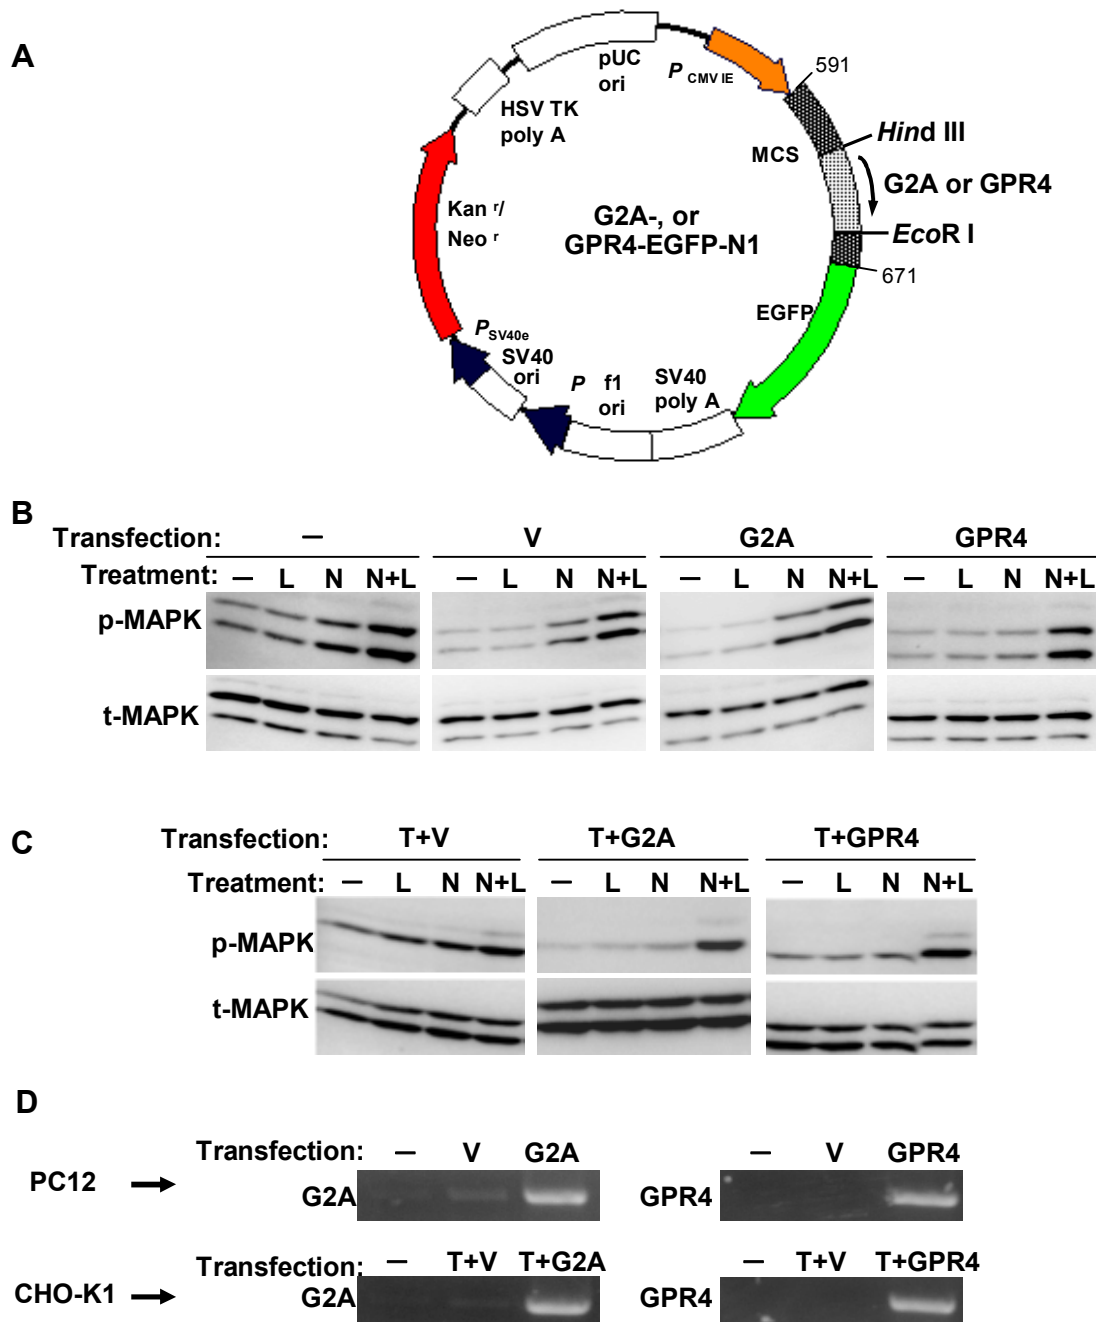 A
pUC
ori
P CMV IE
591
HSV TK
poly A
MCS
Hind III
G2A or GPR4
Kan r/
Neo r
G2A-, or
GPR4-EGFP-N1
EcoR I
671
EGFP
P SV40e
SV40
ori
P
f1
ori
SV40
poly A
B
Transfection: — V G2A GPR4
Treatment: — L N N+L — L N N+L — L N N+L — L N N+L
p-MAPK
t-MAPK
C
Transfection: T+V T+G2A T+GPR4
Treatment: — L N N+L — L N N+L — L N N+L
p-MAPK
t-MAPK
D
Transfection: — V G2A — V GPR4
PC12
G2A GPR4
Transfection: — T+V T+G2A — T+V T+GPR4
CHO-K1
G2A GPR4